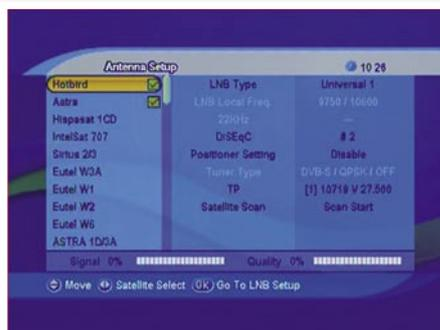 Antenna Setup 10 26
Hotbird LNB Type Universal 1
Astra LNB Local Freq. 9750 / 10600
Hispasat 1CD 22KHz ---
IntelSat 707 DiSEqC # 2
Sirius 2/3 Positioner Setting Disable
Eutel W3A Tuner Type DVB-S / QPSK / OFF
Eutel W1 TP [1] 10719 V 27.500
Eutel W2 Satellite Scan Scan Start
Eutel W6
ASTRA 1D/3A
Signal 0% Quality 0%
Move Satellite Select OK Go To LNB Setup